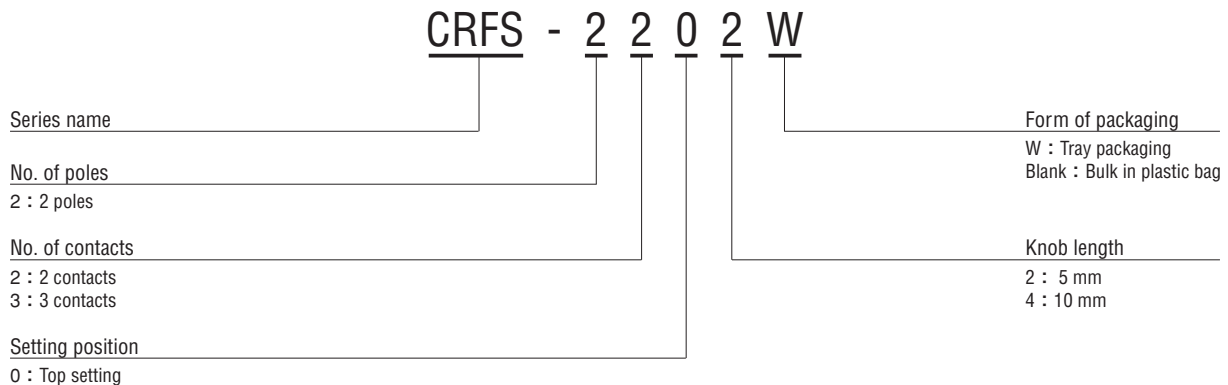 CRFS - 2 2 0 2 W
Series name
No. of poles
2 : 2 poles
No. of contacts
2 : 2 contacts
3 : 3 contacts
Setting position
0 : Top setting
Form of packaging
W : Tray packaging
Blank : Bulk in plastic bag
Knob length
2 : 5 mm
4 : 10 mm